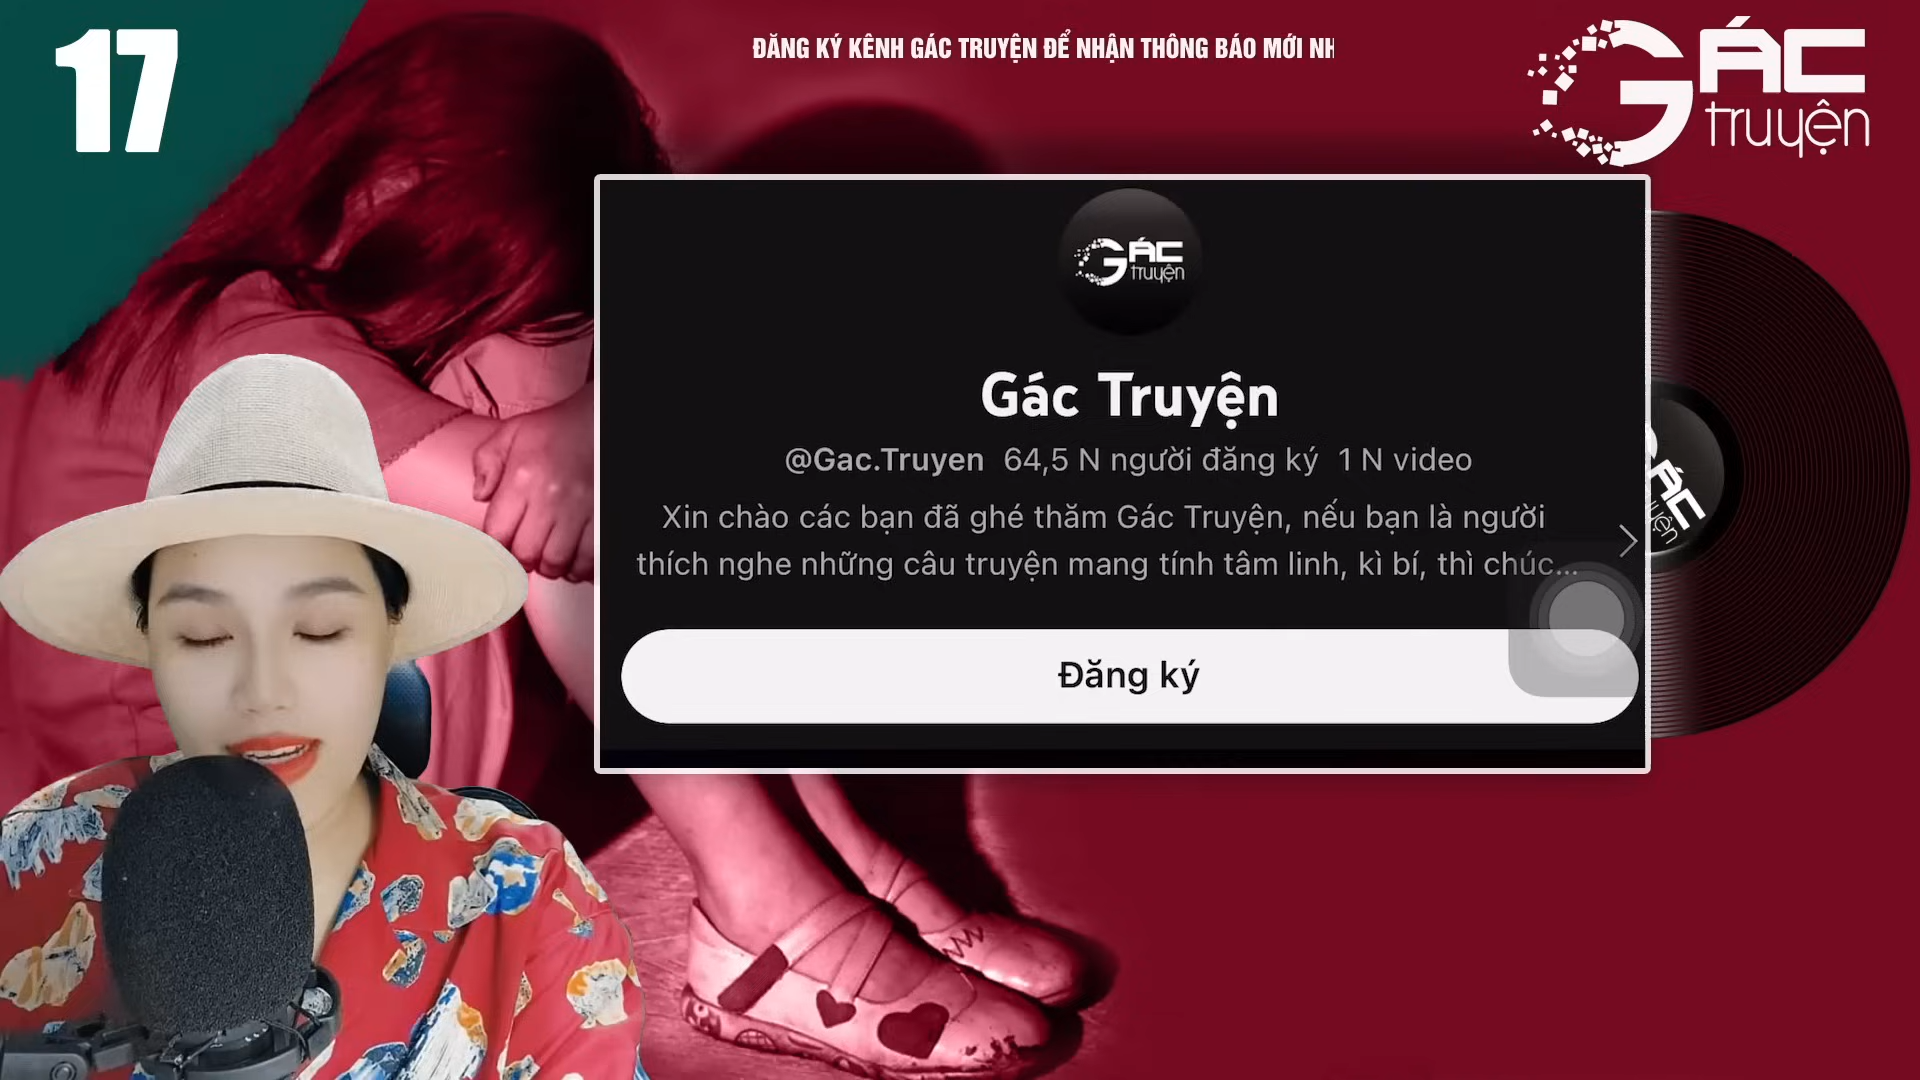 17
ĐĂNG KÝ KÊNH GÁC TRUYỆN ĐỂ NHẬN THÔNG BÁO MỚI
GÁC
truyện
GÁC
truyện
Gác Truyện
@Gac.Truyen 64,5 N người đăng ký 1 N video
Xin chào các bạn đã ghé thăm Gác Truyện, nếu bạn là người
thích nghe những câu truyện mang tính tâm linh, kì bí, thì chúc...
Đăng ký